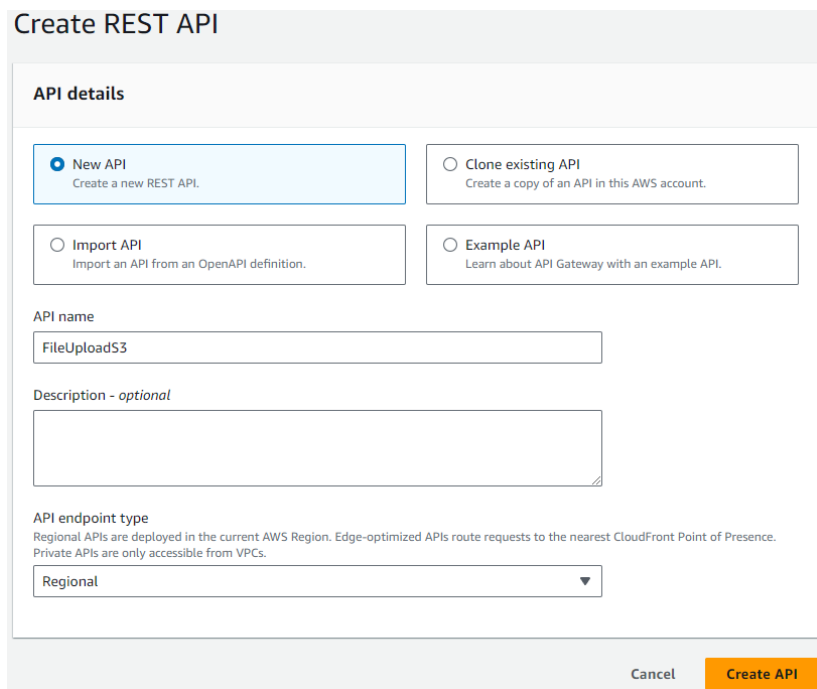 Create REST API
API details
New API
Create a new REST API.
Clone existing API
Create a copy of an API in this AWS account.
Import API
Import an API from an OpenAPI definition.
Example API
Learn about API Gateway with an example API.
API name
FileUploadS3
Description - optional
API endpoint type
Regional APIs are deployed in the current AWS Region. Edge-optimized APIs route requests to the nearest CloudFront Point of Presence.
Private APIs are only accessible from VPCs.
Regional
Cancel
Create API